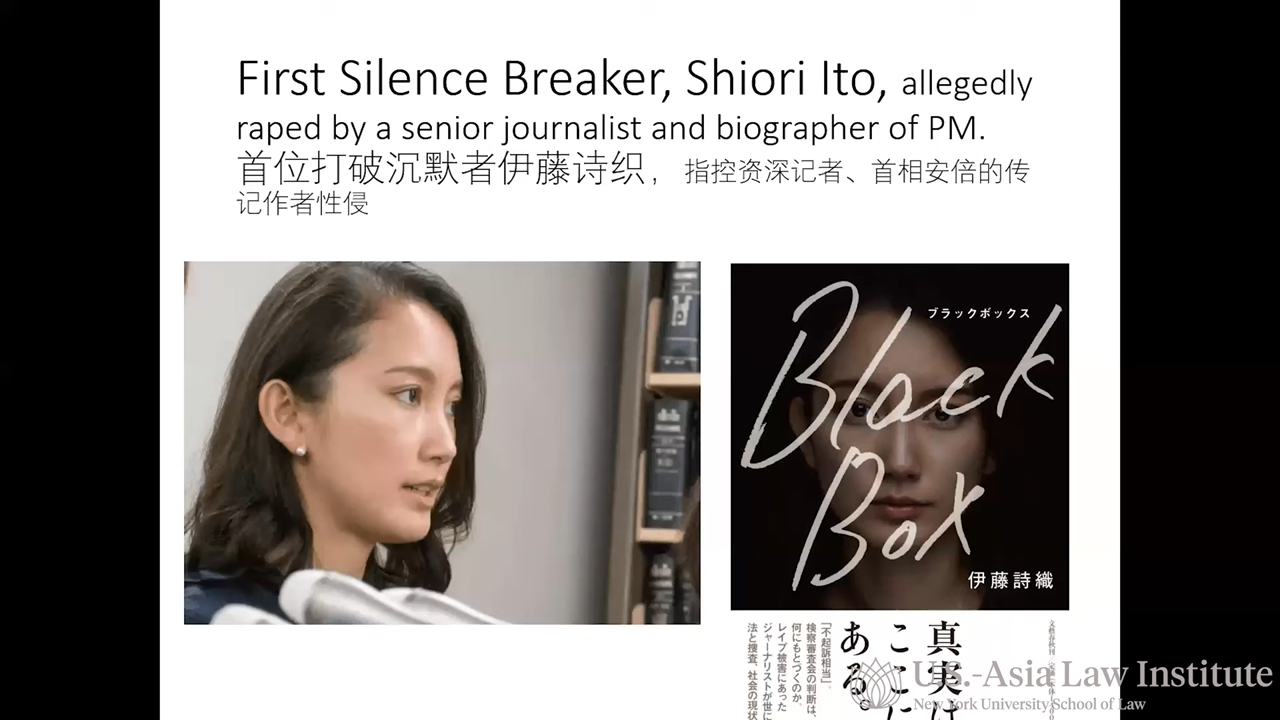 First Silence Breaker, Shiori Ito, allegedly
raped by a senior journalist and biographer of PM.
首位打破沉默者伊藤诗织，指控资深记者、首相安倍的传
记作者性侵
ブラックボックス
Black
Box
伊藤詩織
真実は
ここに
ある。
「不起訴相当」。
検察審査会の判断は、
何にもとづくのか。
レイプ被害にあった
ジャーナリストが世に
法と捜査、社会の現状
U.S.-Asia Law Institute
New York University School of Law